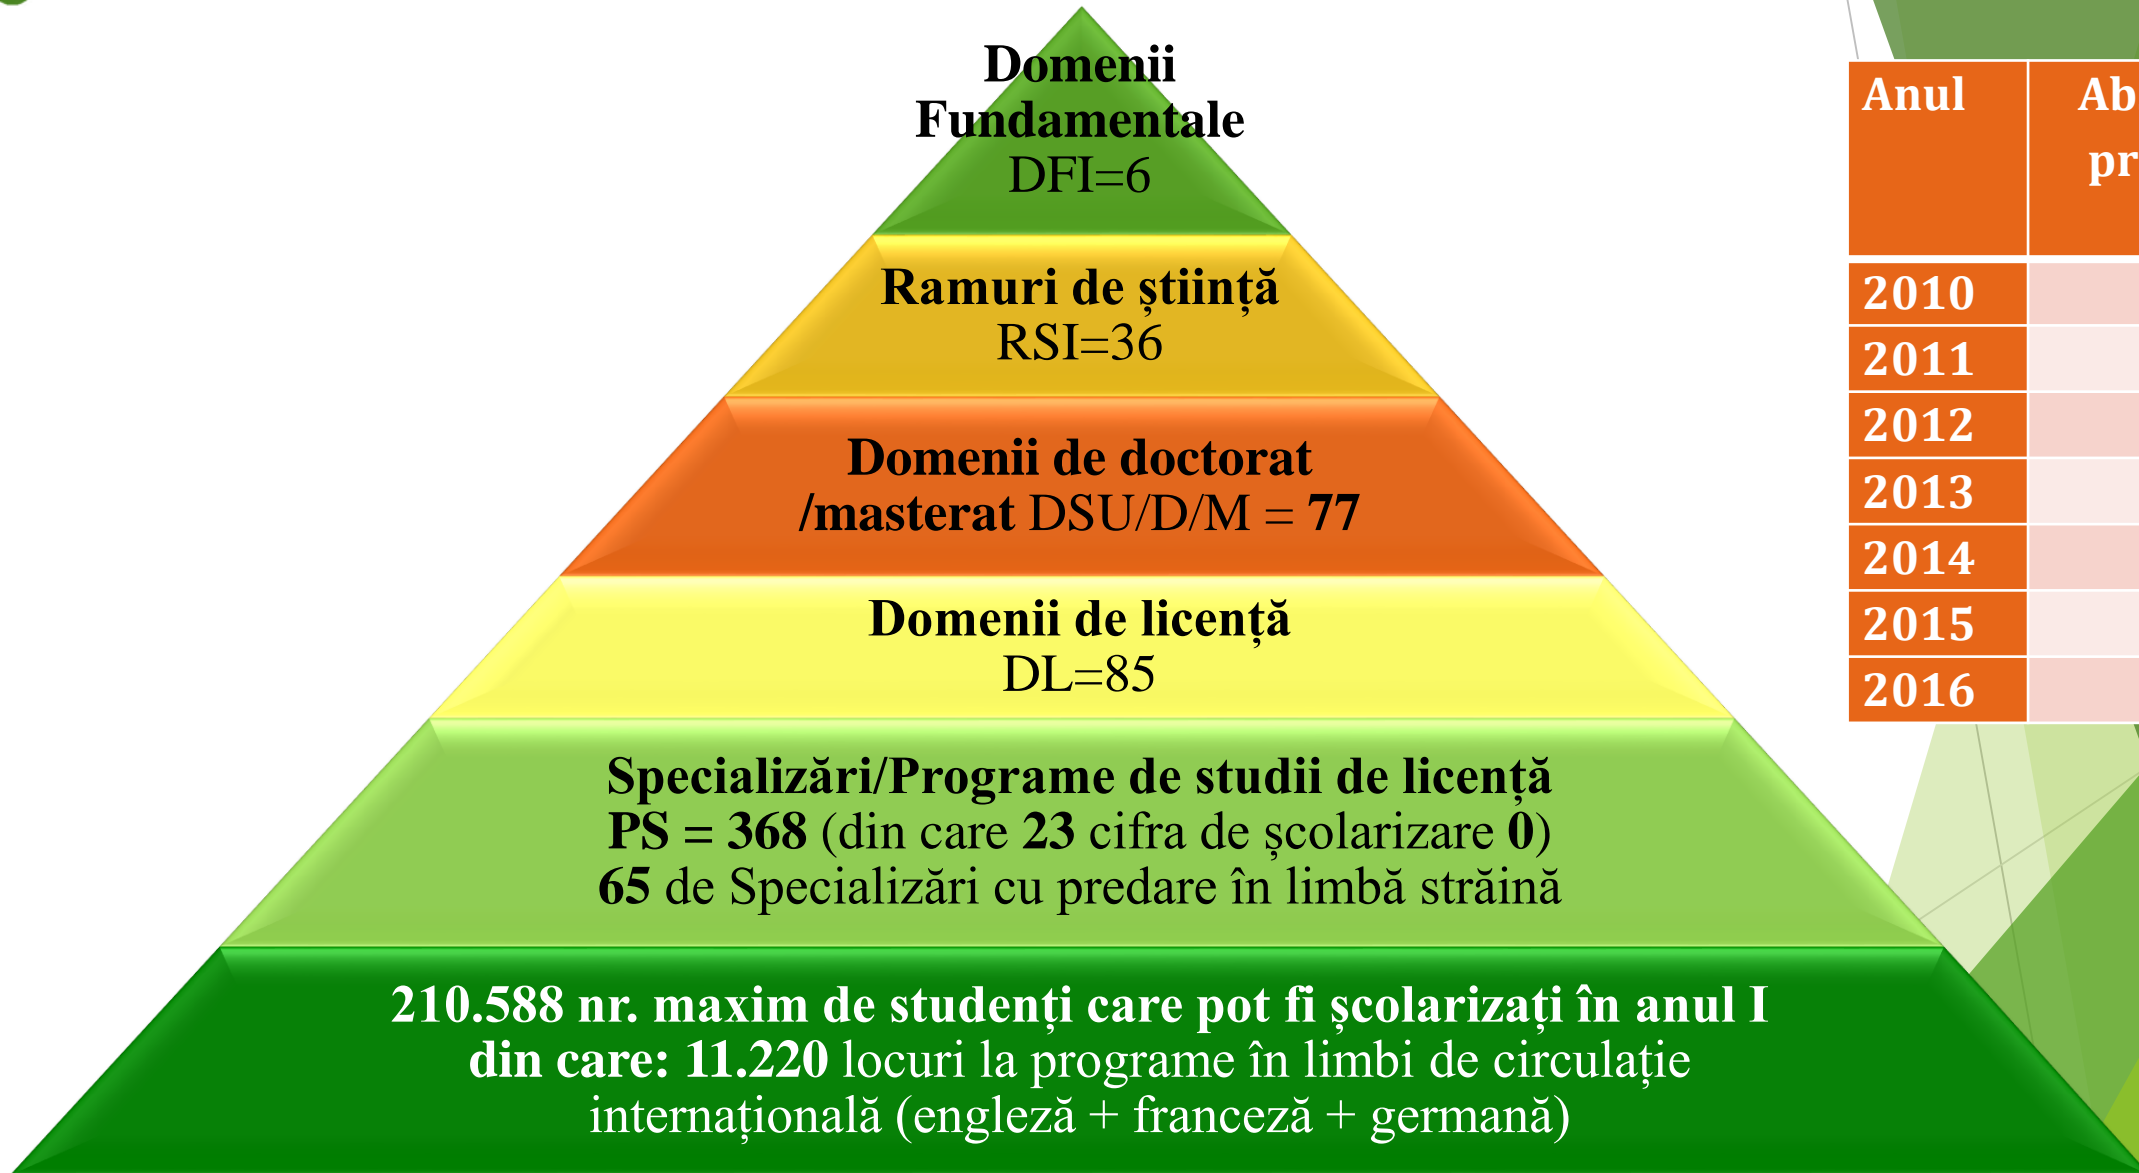 Domenii
Fundamentale
DFI=6
Ramuri de știință
RSI=36
Domenii de doctorat
/masterat DSU/D/M = 77
Domenii de licență
DL=85
Specializări/Programe de studii de licență
PS = 368 (din care 23 cifra de școlarizare 0)
65 de Specializări cu predare în limbă străină
210.588 nr. maxim de studenți care pot fi școlarizați în anul I
din care: 11.220 locuri la programe în limbi de circulație
internațională (engleză + franceză + germană)
Anul
2010
2011
2012
2013
2014
2015
2016